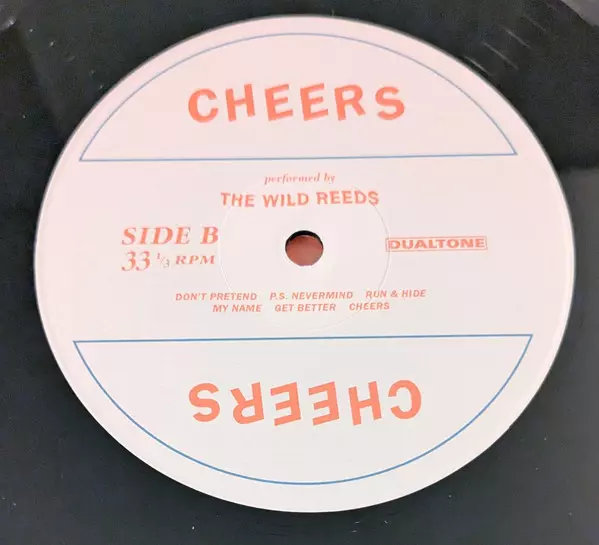 CHEERS
performed by
THE WILD REEDS
SIDE B
33 1/3 RPM
DUALTONE
DON'T PRETEND P.S. NEVERMIND RUN & HIDE
MY NAME GET BETTER CHEERS
CHEERS